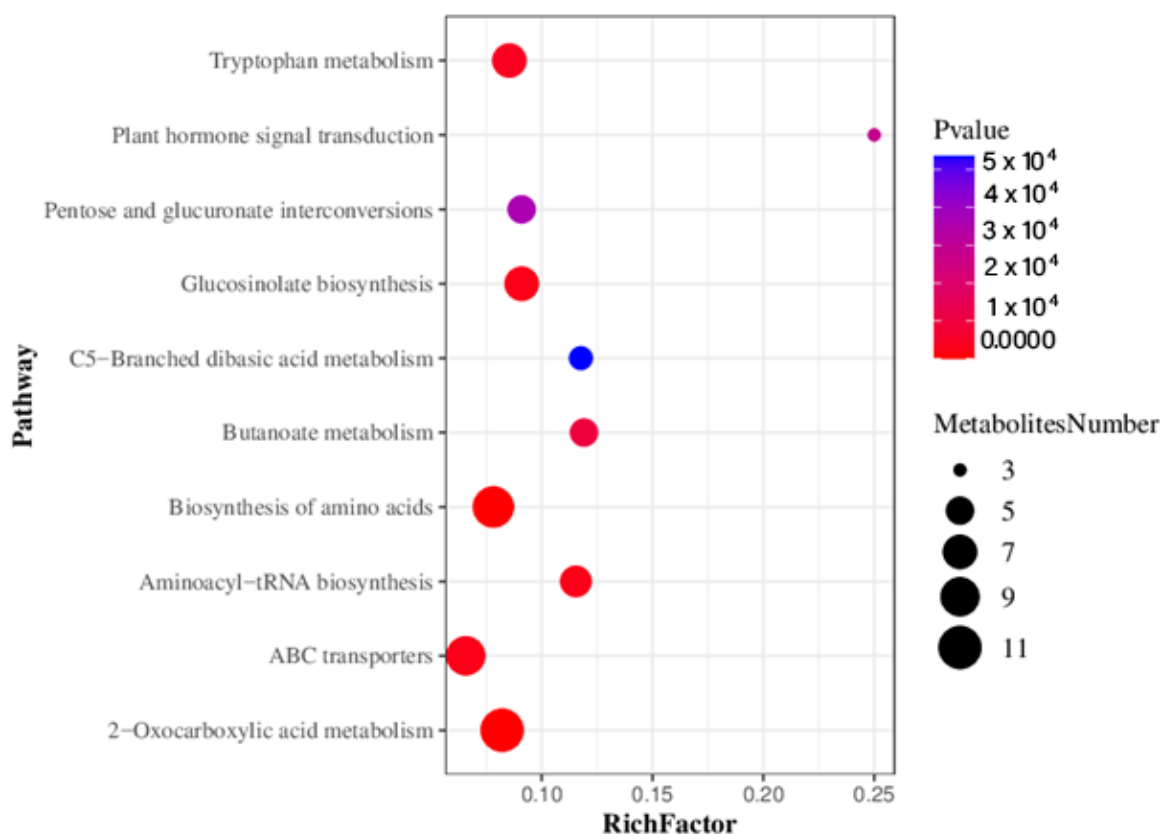 Tryptophan metabolism
Plant hormone signal transduction
Pentose and glucuronate interconversions
Glucosinolate biosynthesis
C5−Branched dibasic acid metabolism
Butanoate metabolism
Biosynthesis of amino acids
Aminoacyl−tRNA biosynthesis
ABC transporters
2−Oxocarboxylic acid metabolism
Pathway
0.10 0.15 0.20 0.25
RichFactor
Pvalue
5 x 10⁴
4 x 10⁴
3 x 10⁴
2 x 10⁴
1 x 10⁴
0.0000
MetabolitesNumber
3
5
7
9
11